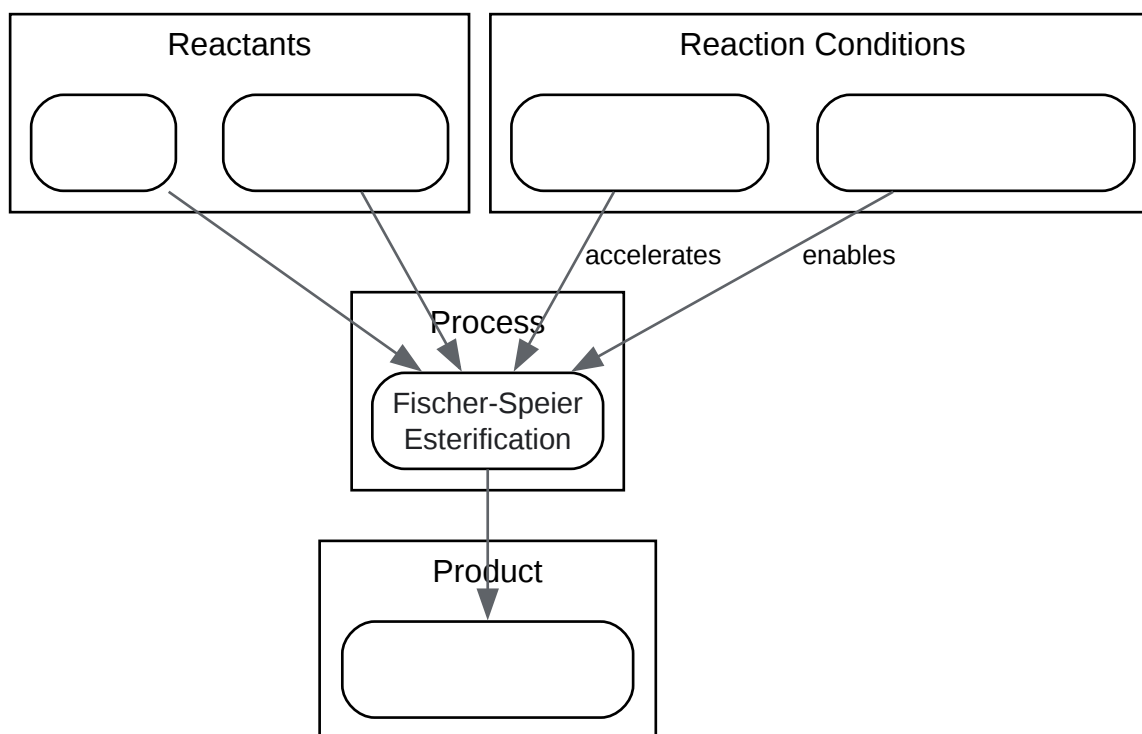 Reactants
Reaction Conditions
accelerates
enables
Process
Fischer-Speier
Esterification
Product